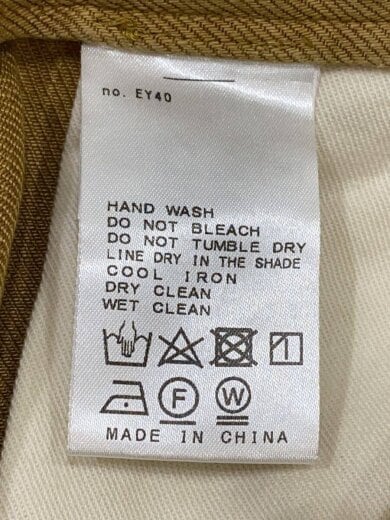 no. EY40
HAND WASH
DO NOT BLEACH
DO NOT TUMBLE DRY
LINE DRY IN THE SHADE
COOL IRON
DRY CLEAN
WET CLEAN
F W
MADE IN CHINA